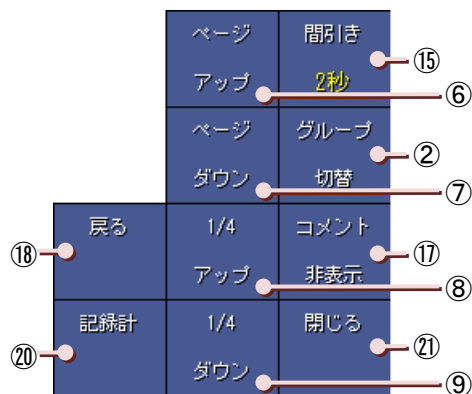 ページ 間引き
⑮
アップ 2秒
⑥
ページ グループ
②
ダウン 切替
⑦
戻る 1/4 コメント
⑱ ⑰
アップ 非表示
⑧
記録計 1/4 閉じる
⑳ ㉑
ダウン
⑨